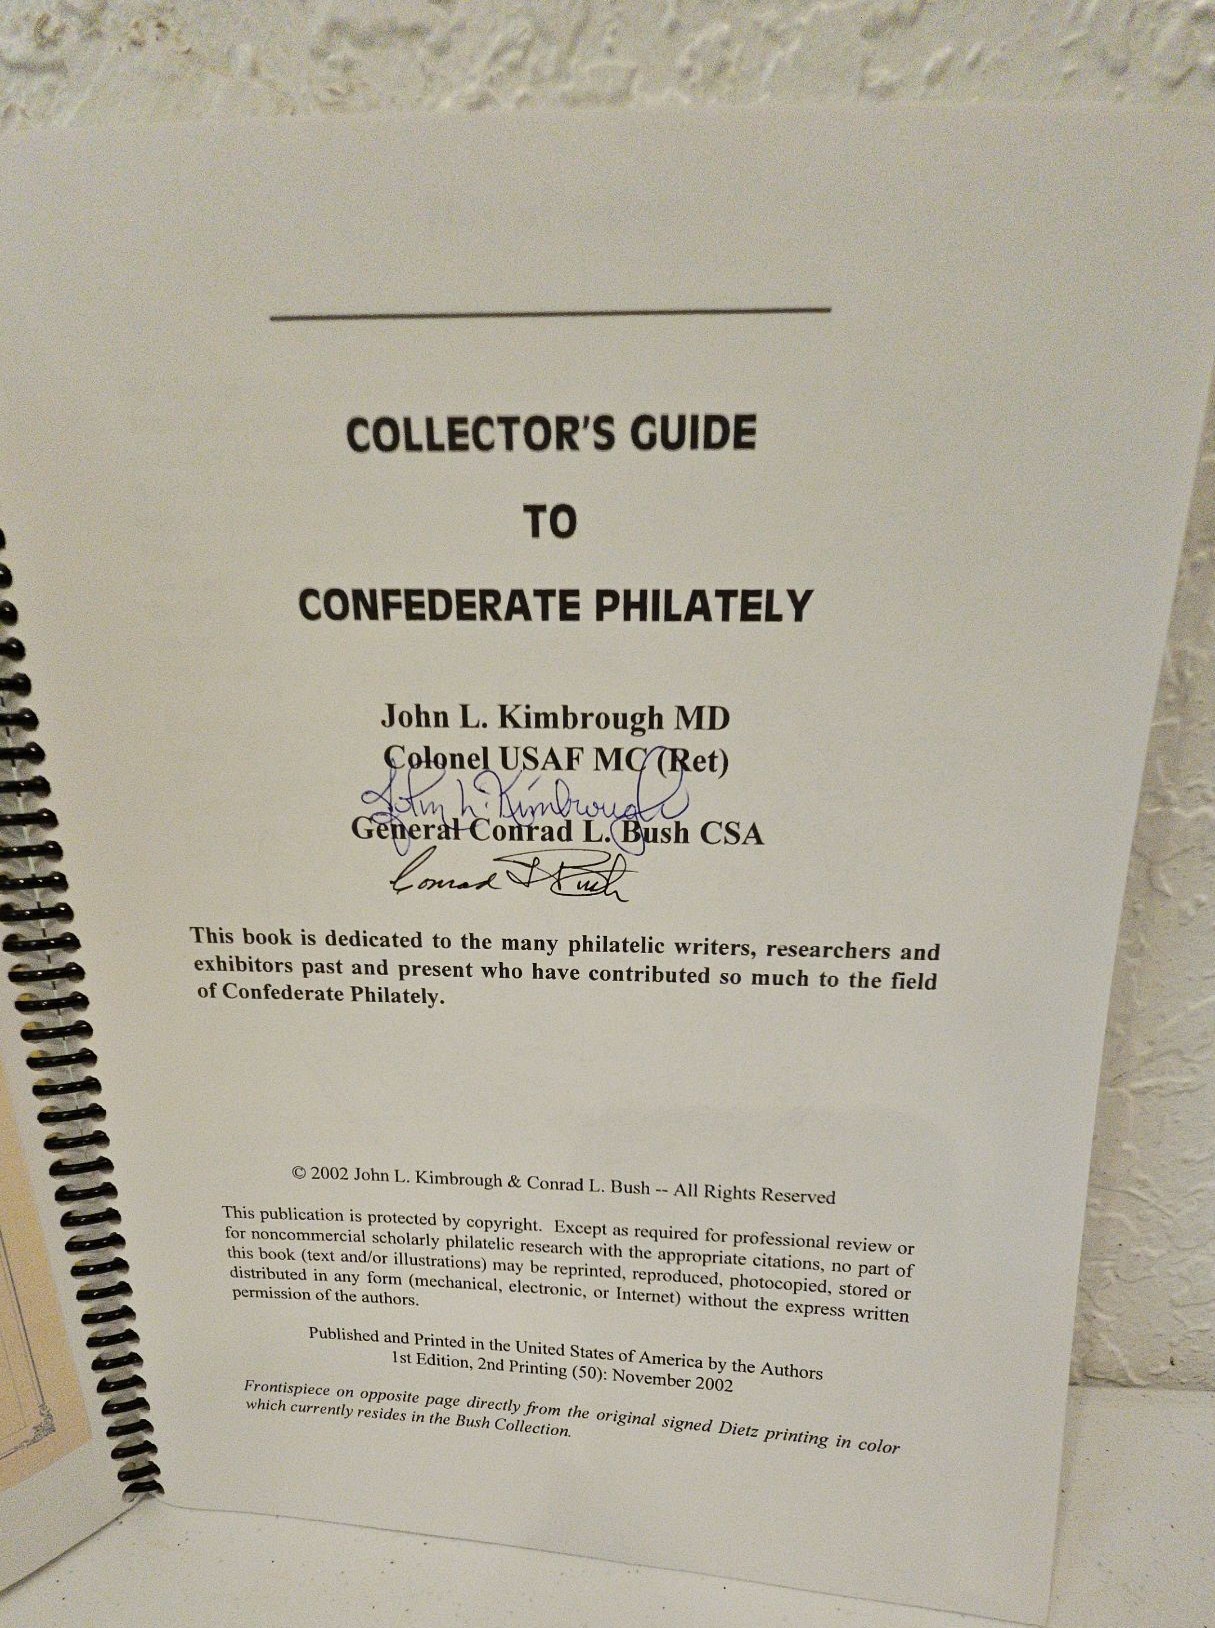 COLLECTOR'S GUIDE
TO
CONFEDERATE PHILATELY
John L. Kimbrough MD
Colonel USAF MC (Ret)
John L. Kimbrough
General Conrad L. Bush CSA
Conrad L Bush
This book is dedicated to the many philatelic writers, researchers and
exhibitors past and present who have contributed so much to the field
of Confederate Philately.
© 2002 John L. Kimbrough & Conrad L. Bush -- All Rights Reserved
This publication is protected by copyright. Except as required for professional review or
for noncommercial scholarly philatelic research with the appropriate citations, no part of
this book (text and/or illustrations) may be reprinted, reproduced, photocopied, stored or
distributed in any form (mechanical, electronic, or Internet) without the express written
permission of the authors.
Published and Printed in the United States of America by the Authors
1st Edition, 2nd Printing (50): November 2002
Frontispiece on opposite page directly from the original signed Dietz printing in color
which currently resides in the Bush Collection.